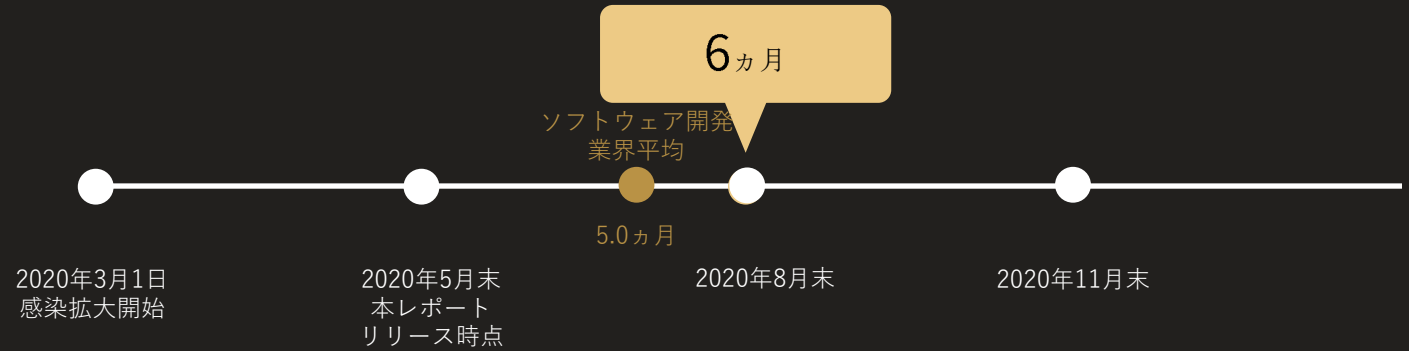 6ヵ月
ソフトウェア開発
業界平均
5.0ヵ月
2020年3月1日
感染拡大開始
2020年5月末
本レポート
リリース時点
2020年8月末
2020年11月末